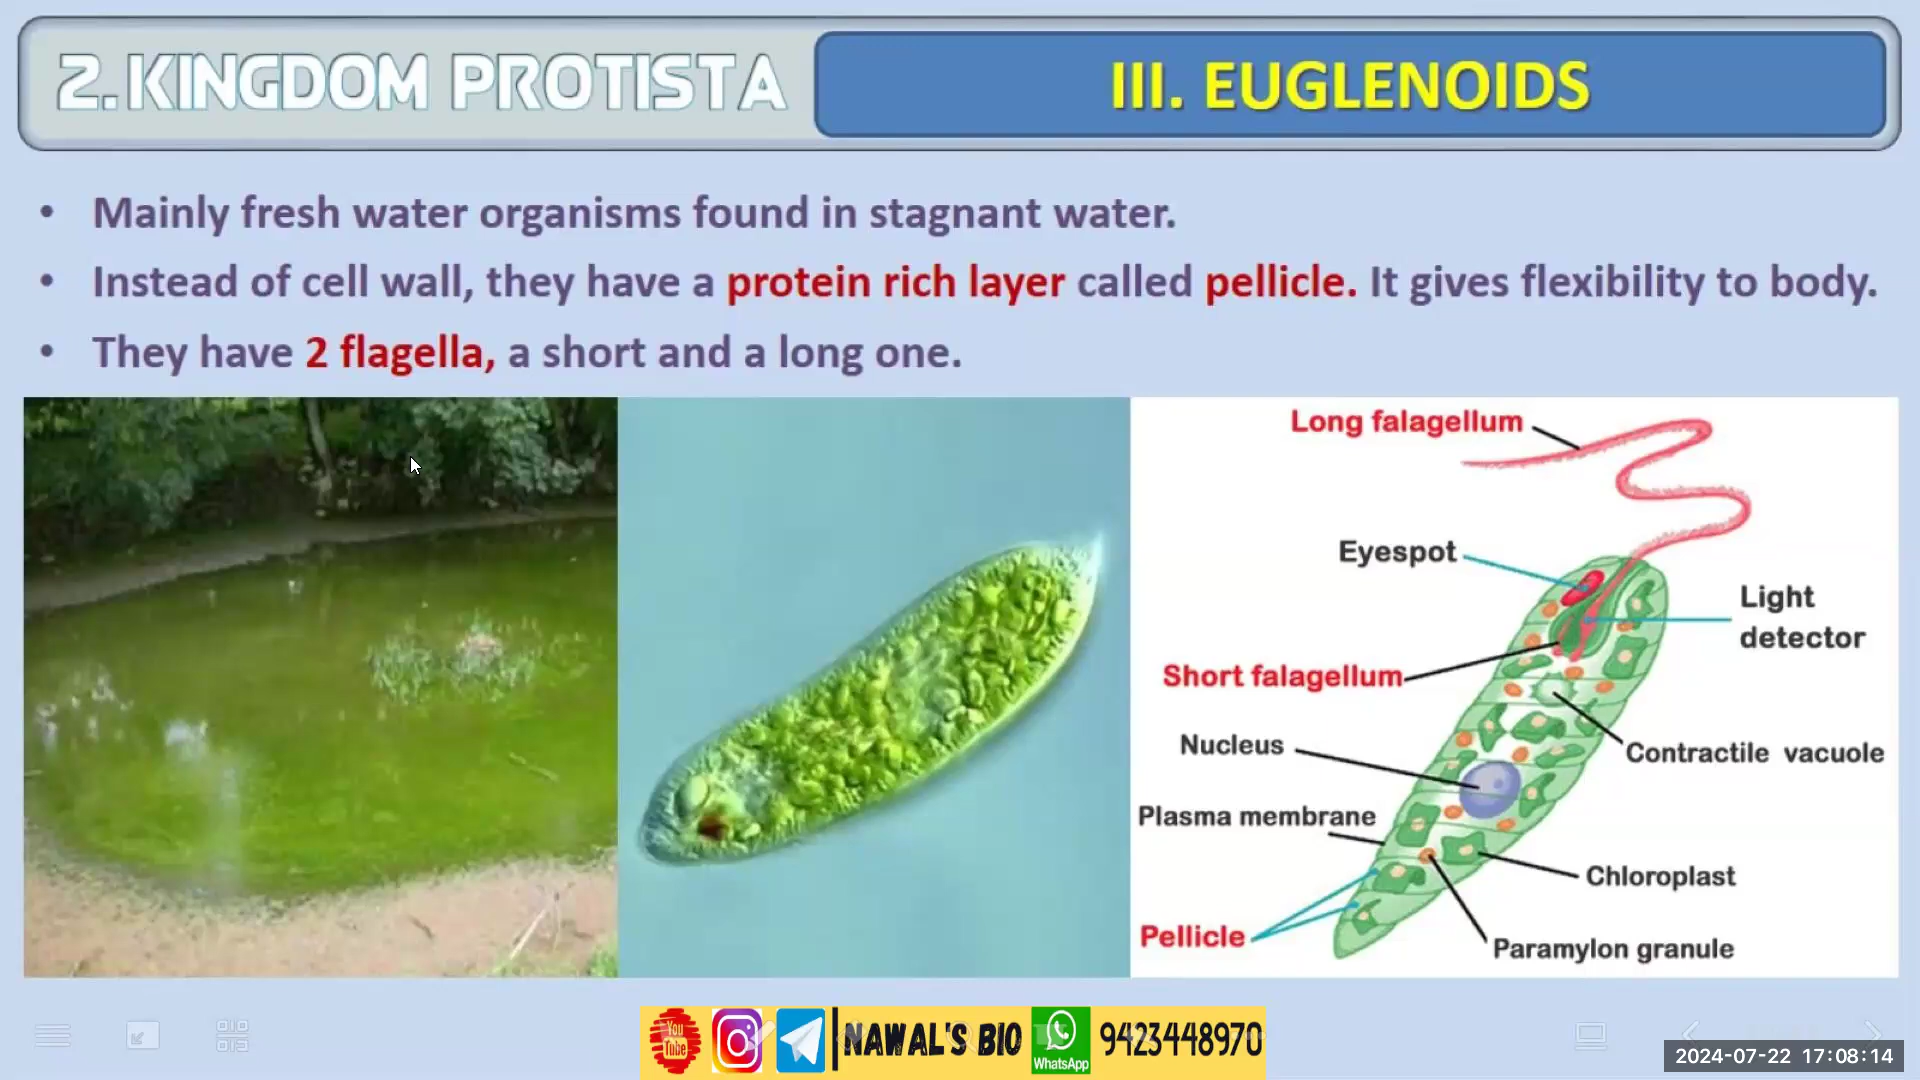 2. KINGDOM PROTISTA
III. EUGLENOIDS
• Mainly fresh water organisms found in stagnant water.
• Instead of cell wall, they have a protein rich layer called pellicle. It gives flexibility to body.
• They have 2 flagella, a short and a long one.
Long falagellum
Eyespot
Light
detector
Short falagellum
Nucleus
Contractile vacuole
Plasma membrane
Chloroplast
Pellicle
Paramylon granule
You
Tube
NAWAL'S BIO
WhatsApp
9423448970
2024-07-22 17:08:14